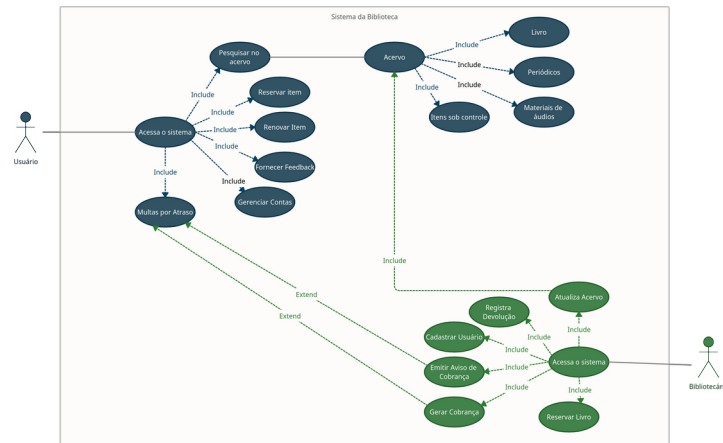 Sistema da Biblioteca
Livro
Pesquisar no
acervo
Acervo
Include
Include
Periódicos
Include
Include
Reservar item
Include
Include
Materiais de
áudios
Itens sob controle
Usuário
Acessa o sistema
Include
Renovar Item
Include
Include
Fornecer Feedback
Include
Include
Gerenciar Contas
Multas por Atraso
Include
Extend
Extend
Atualiza Acervo
Registra
Devolução
Include
Cadastrar Usuário
Include
Include
Acessa o sistema
Emitir Aviso de
Cobrança
Include
Include
Include
Gerar Cobrança
Reservar Livro